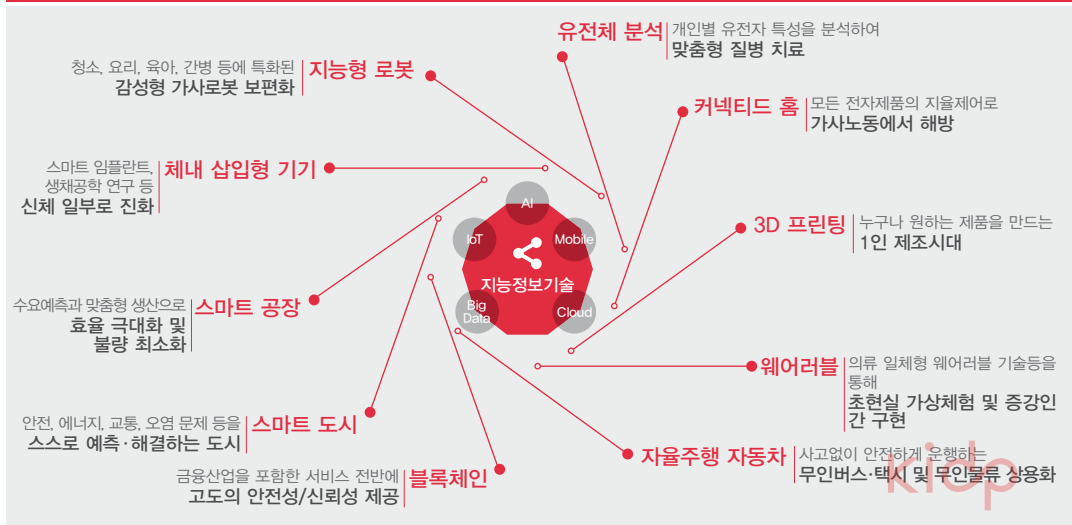 유전체 분석
개인별 유전자 특성을 분석하여
맞춤형 질병 치료
청소, 요리, 육아, 간병 등에 특화된
감성형 가사로봇 보편화
지능형 로봇
커넥티드 홈
모든 전자제품의 지율제어로
가사노동에서 해방
스마트 임플란트,
생채공학 연구 등
신체 일부로 진화
체내 삽입형 기기
AI
IoT
Mobile
지능정보기술
Big
Data
Cloud
3D 프린팅
누구나 원하는 제품을 만드는
1인 제조시대
수요예측과 맞춤형 생산으로
효율 극대화 및
불량 최소화
스마트 공장
웨어러블
의류 일체형 웨어러블 기술등을
통해
초현실 가상체험 및 증강인
간 구현
안전, 에너지, 교통, 오염 문제 등을
스스로 예측·해결하는 도시
스마트 도시
자율주행 자동차
사고없이 안전하게 운행하는
무인버스·택시 및 무인물류 상용화
금융산업을 포함한 서비스 전반에
고도의 안전성/신뢰성 제공
블록체인
kidp